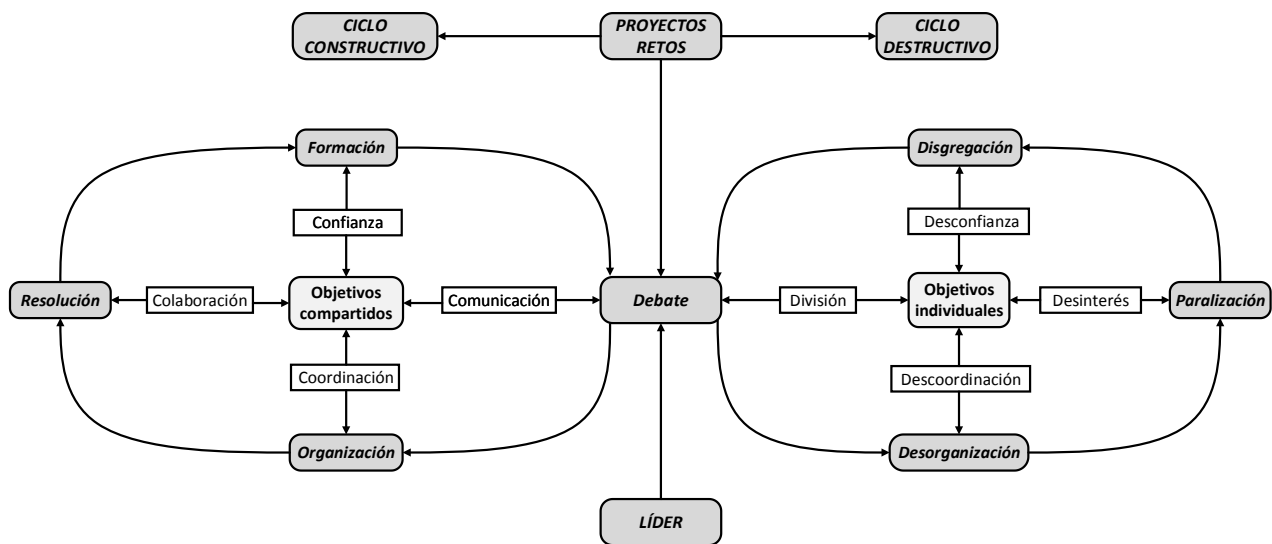 CICLO
CONSTRUCTIVO
PROYECTOS
RETOS
CICLO
DESTRUCTIVO
Formación
Disgregación
Confianza
Desconfianza
Resolución
Colaboración
Objetivos
compartidos
Comunicación
Debate
División
Objetivos
individuales
Desinterés
Paralización
Coordinación
Descoordinación
Organización
Desorganización
LÍDER